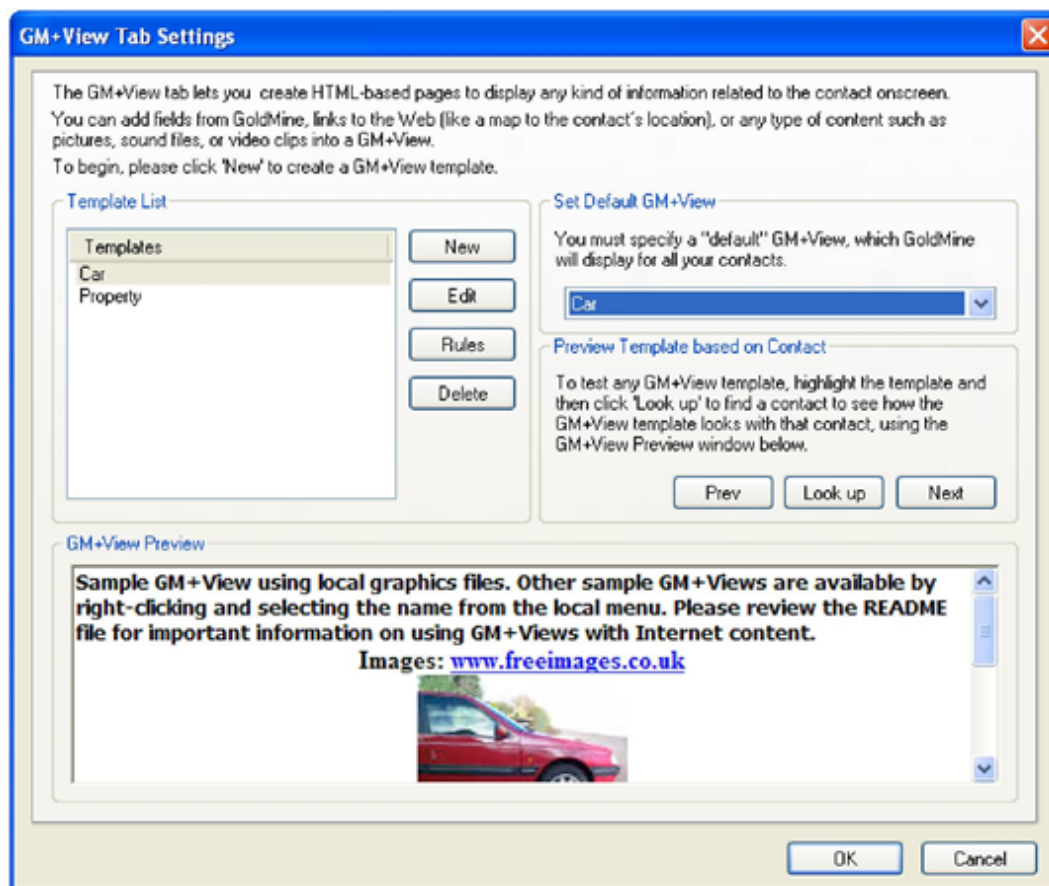 GM+View Tab Settings
The GM+View tab lets you create HTML-based pages to display any kind of information related to the contact onscreen.
You can add fields from GoldMine, links to the Web (like a map to the contact's location), or any type of content such as
pictures, sound files, or video clips into a GM+View.
To begin, please click 'New' to create a GM+View template.
Template List
Templates
Car
Property
New
Edit
Rules
Delete
Set Default GM+View
You must specify a "default" GM+View, which GoldMine
will display for all your contacts.
Car
Preview Template based on Contact
To test any GM+View template, highlight the template and
then click 'Look up' to find a contact to see how the
GM+View template looks with that contact, using the
GM+View Preview window below.
Prev
Look up
Next
GM+View Preview
Sample GM+View using local graphics files. Other sample GM+Views are available by
right-clicking and selecting the name from the local menu. Please review the README
file for important information on using GM+Views with Internet content.
Images: www.freeimages.co.uk
OK
Cancel